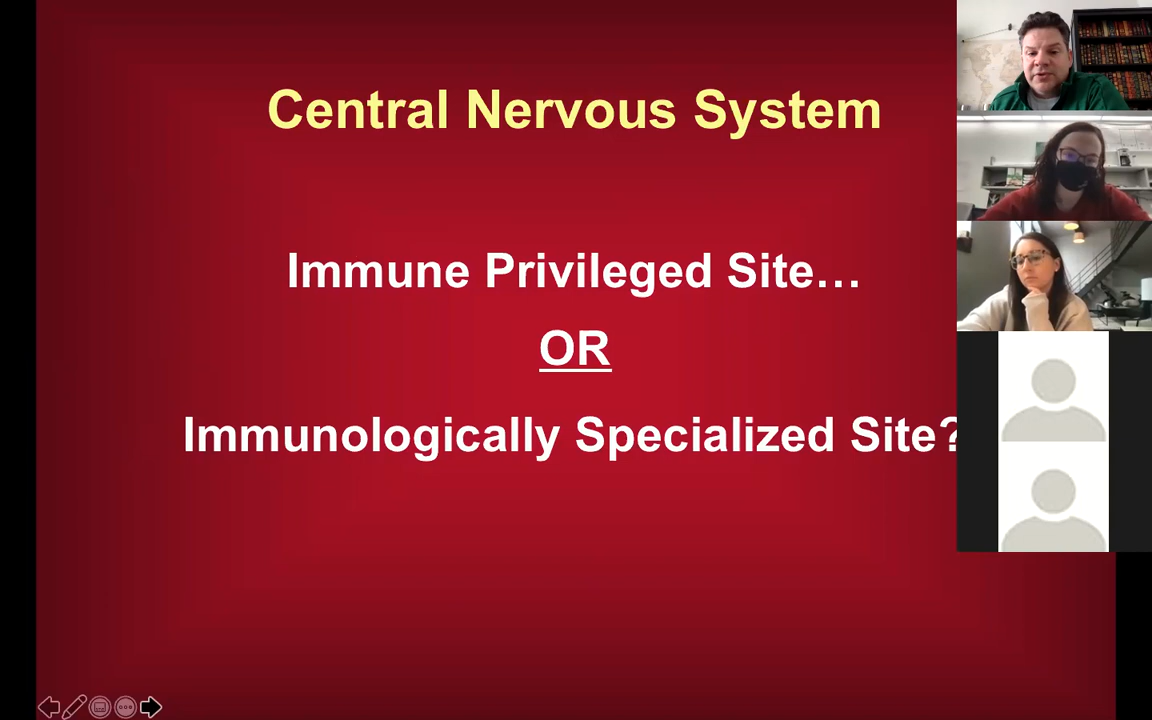 Central Nervous System
Immune Privileged Site…
OR
Immunologically Specialized Site?